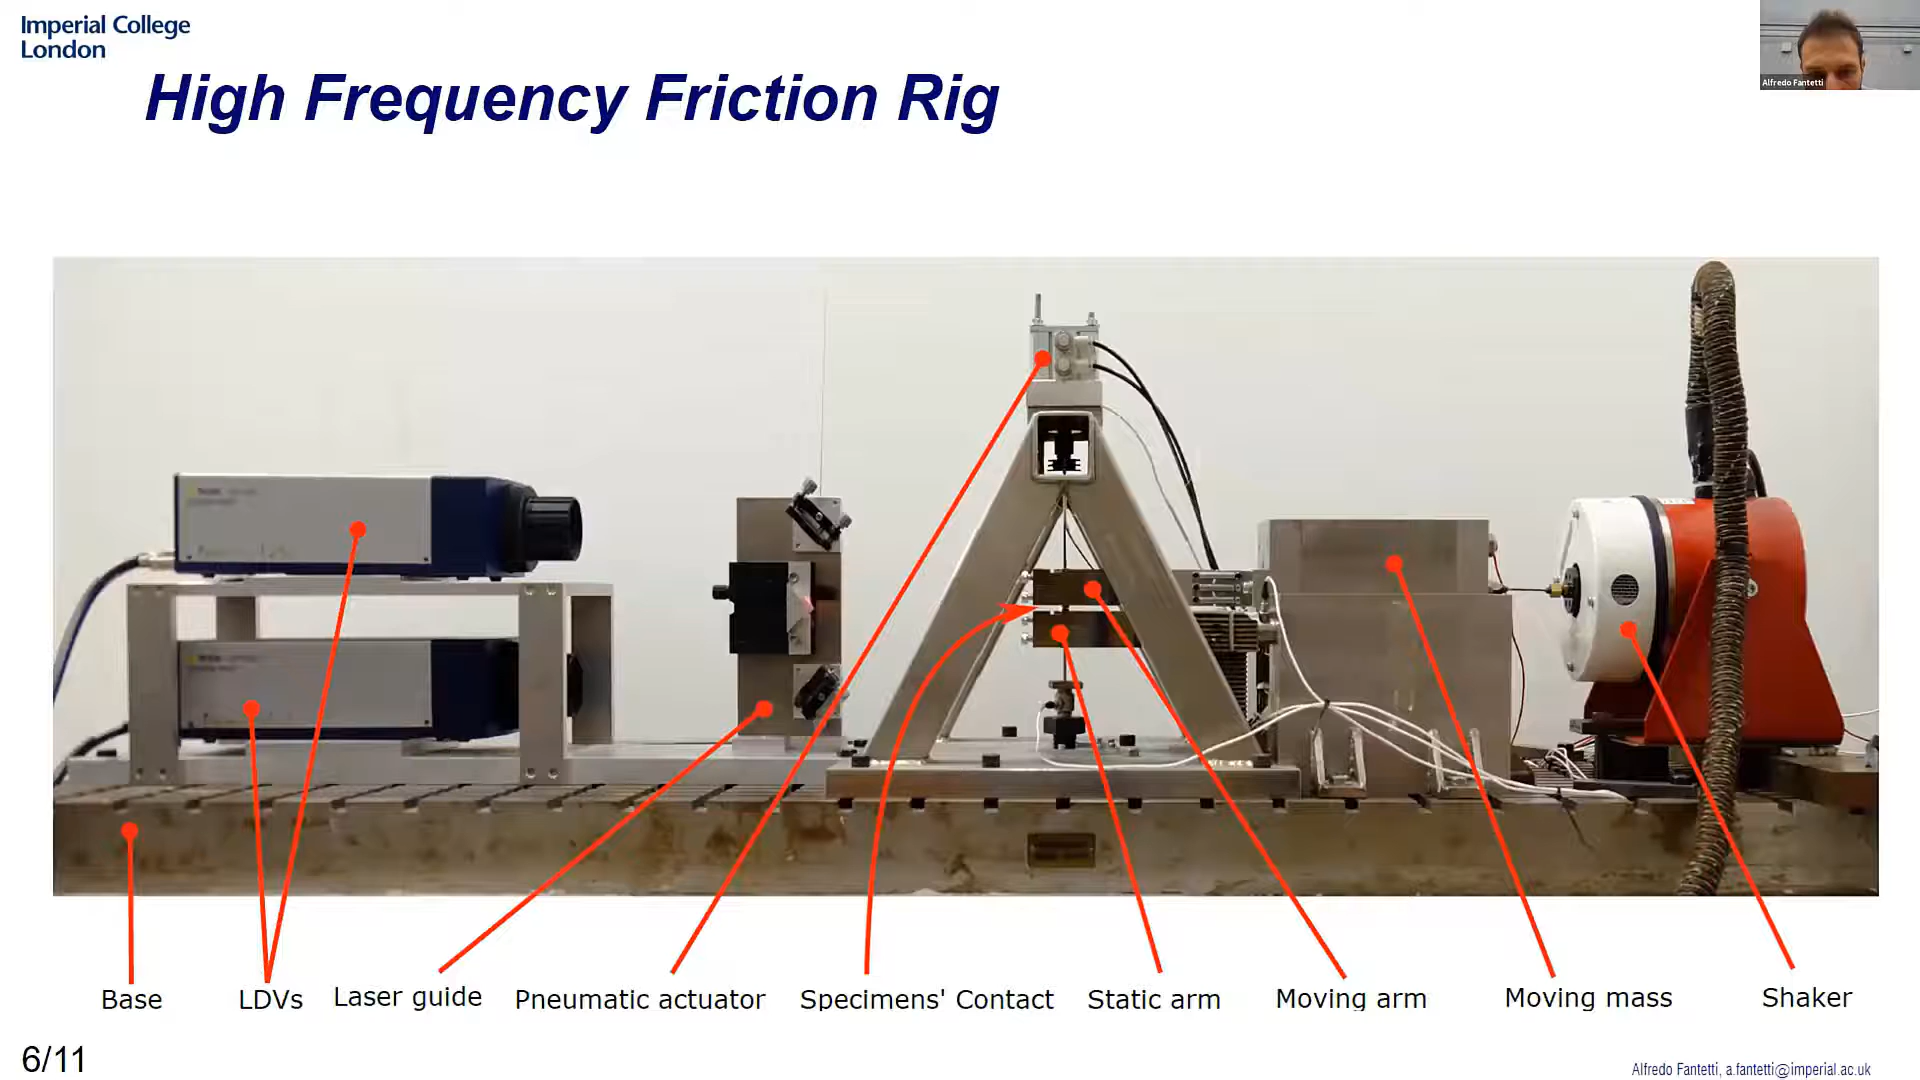 Imperial College
London
High Frequency Friction Rig
Alfredo Fantetti
Base
LDVs
Laser guide
Pneumatic actuator
Specimens' Contact
Static arm
Moving arm
Moving mass
Shaker
6/11
Alfredo Fantetti, a.fantetti@imperial.ac.uk